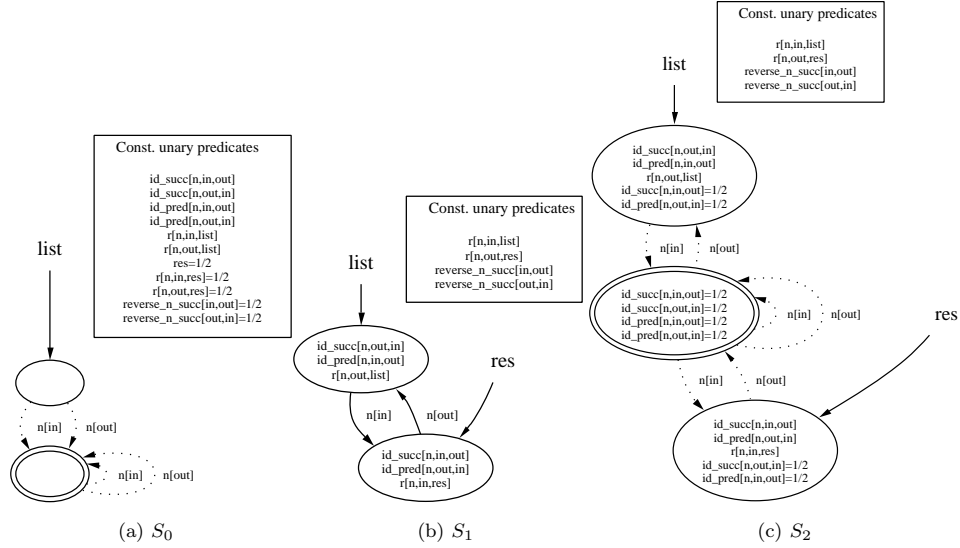 Const. unary predicates
id_succ[n,in,out]
id_succ[n,out,in]
id_pred[n,in,out]
id_pred[n,out,in]
r[n,in,list]
r[n,out,list]
res=1/2
r[n,in,res]=1/2
r[n,out,res]=1/2
reverse_n_succ[in,out]=1/2
reverse_n_succ[out,in]=1/2
list
n[in]
n[out]
n[in]
n[out]
(a) S0
Const. unary predicates
r[n,in,list]
r[n,out,res]
reverse_n_succ[in,out]
reverse_n_succ[out,in]
list
id_succ[n,out,in]
id_pred[n,in,out]
r[n,out,list]
res
n[in]
n[out]
id_succ[n,in,out]
id_pred[n,out,in]
r[n,in,res]
(b) S1
Const. unary predicates
r[n,in,list]
r[n,out,res]
reverse_n_succ[in,out]
reverse_n_succ[out,in]
list
id_succ[n,out,in]
id_pred[n,in,out]
r[n,out,list]
id_succ[n,in,out]=1/2
id_pred[n,out,in]=1/2
n[in]
n[out]
id_succ[n,in,out]=1/2
id_succ[n,out,in]=1/2
id_pred[n,in,out]=1/2
id_pred[n,out,in]=1/2
n[in]
n[out]
res
n[in]
n[out]
id_succ[n,in,out]
id_pred[n,out,in]
r[n,in,res]
id_succ[n,out,in]=1/2
id_pred[n,in,out]=1/2
(c) S2